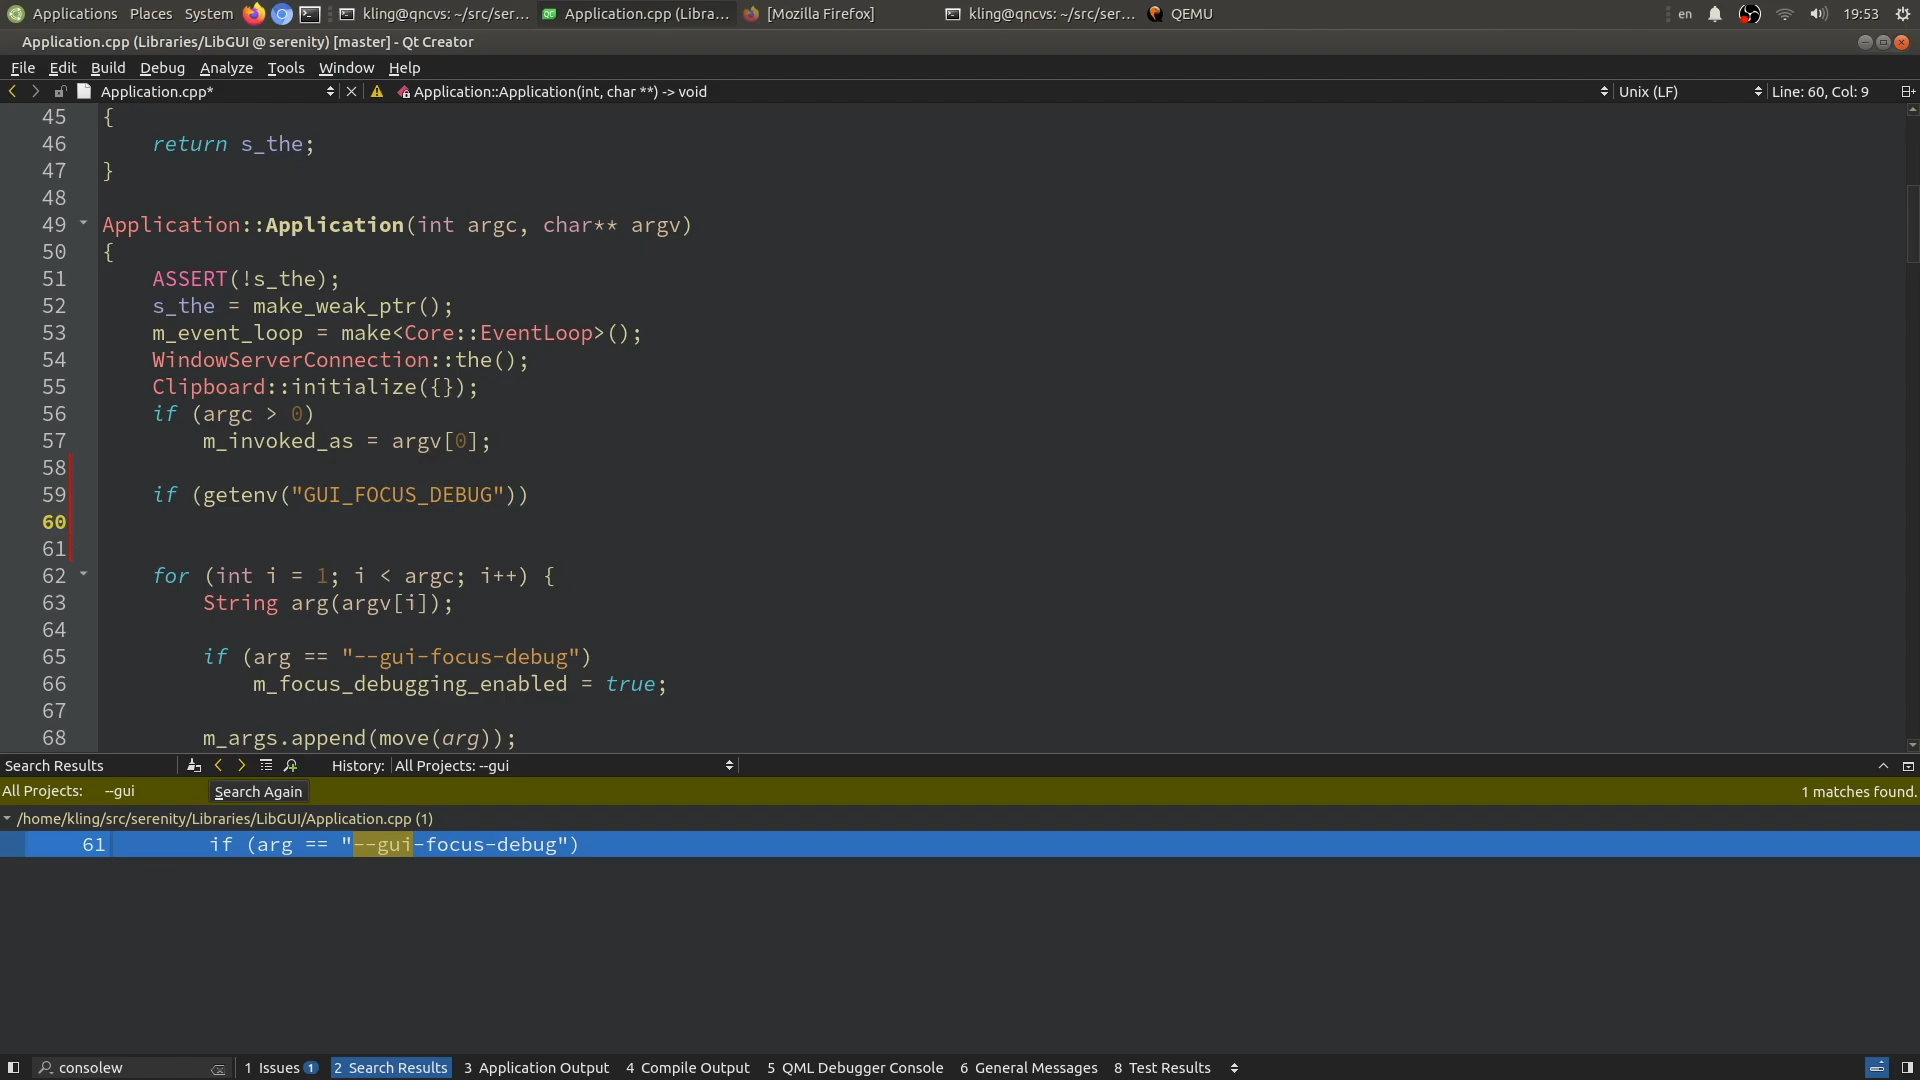 Applications Places System kling@qncvs: ~/src/ser... Application.cpp (Libra... [Mozilla Firefox] kling@qncvs: ~/src/ser... QEMU en 19:53
Application.cpp (Libraries/LibGUI @ serenity) [master] - Qt Creator
File Edit Build Debug Analyze Tools Window Help
Application.cpp* Application::Application(int, char **) -> void Unix (LF) Line: 60, Col: 9
45 {
46     return s_the;
47 }
48
49 Application::Application(int argc, char** argv)
50 {
51     ASSERT(!s_the);
52     s_the = make_weak_ptr();
53     m_event_loop = make<Core::EventLoop>();
54     WindowServerConnection::the();
55     Clipboard::initialize({});
56     if (argc > 0)
57         m_invoked_as = argv[0];
58
59     if (getenv("GUI_FOCUS_DEBUG"))
60
61
62     for (int i = 1; i < argc; i++) {
63         String arg(argv[i]);
64
65         if (arg == "--gui-focus-debug")
66             m_focus_debugging_enabled = true;
67
68         m_args.append(move(arg));
Search Results History: All Projects: --gui
All Projects: --gui Search Again 1 matches found.
/home/kling/src/serenity/Libraries/LibGUI/Application.cpp (1)
61         if (arg == "--gui-focus-debug")
consolew 1 Issues 1 2 Search Results 3 Application Output 4 Compile Output 5 QML Debugger Console 6 General Messages 8 Test Results